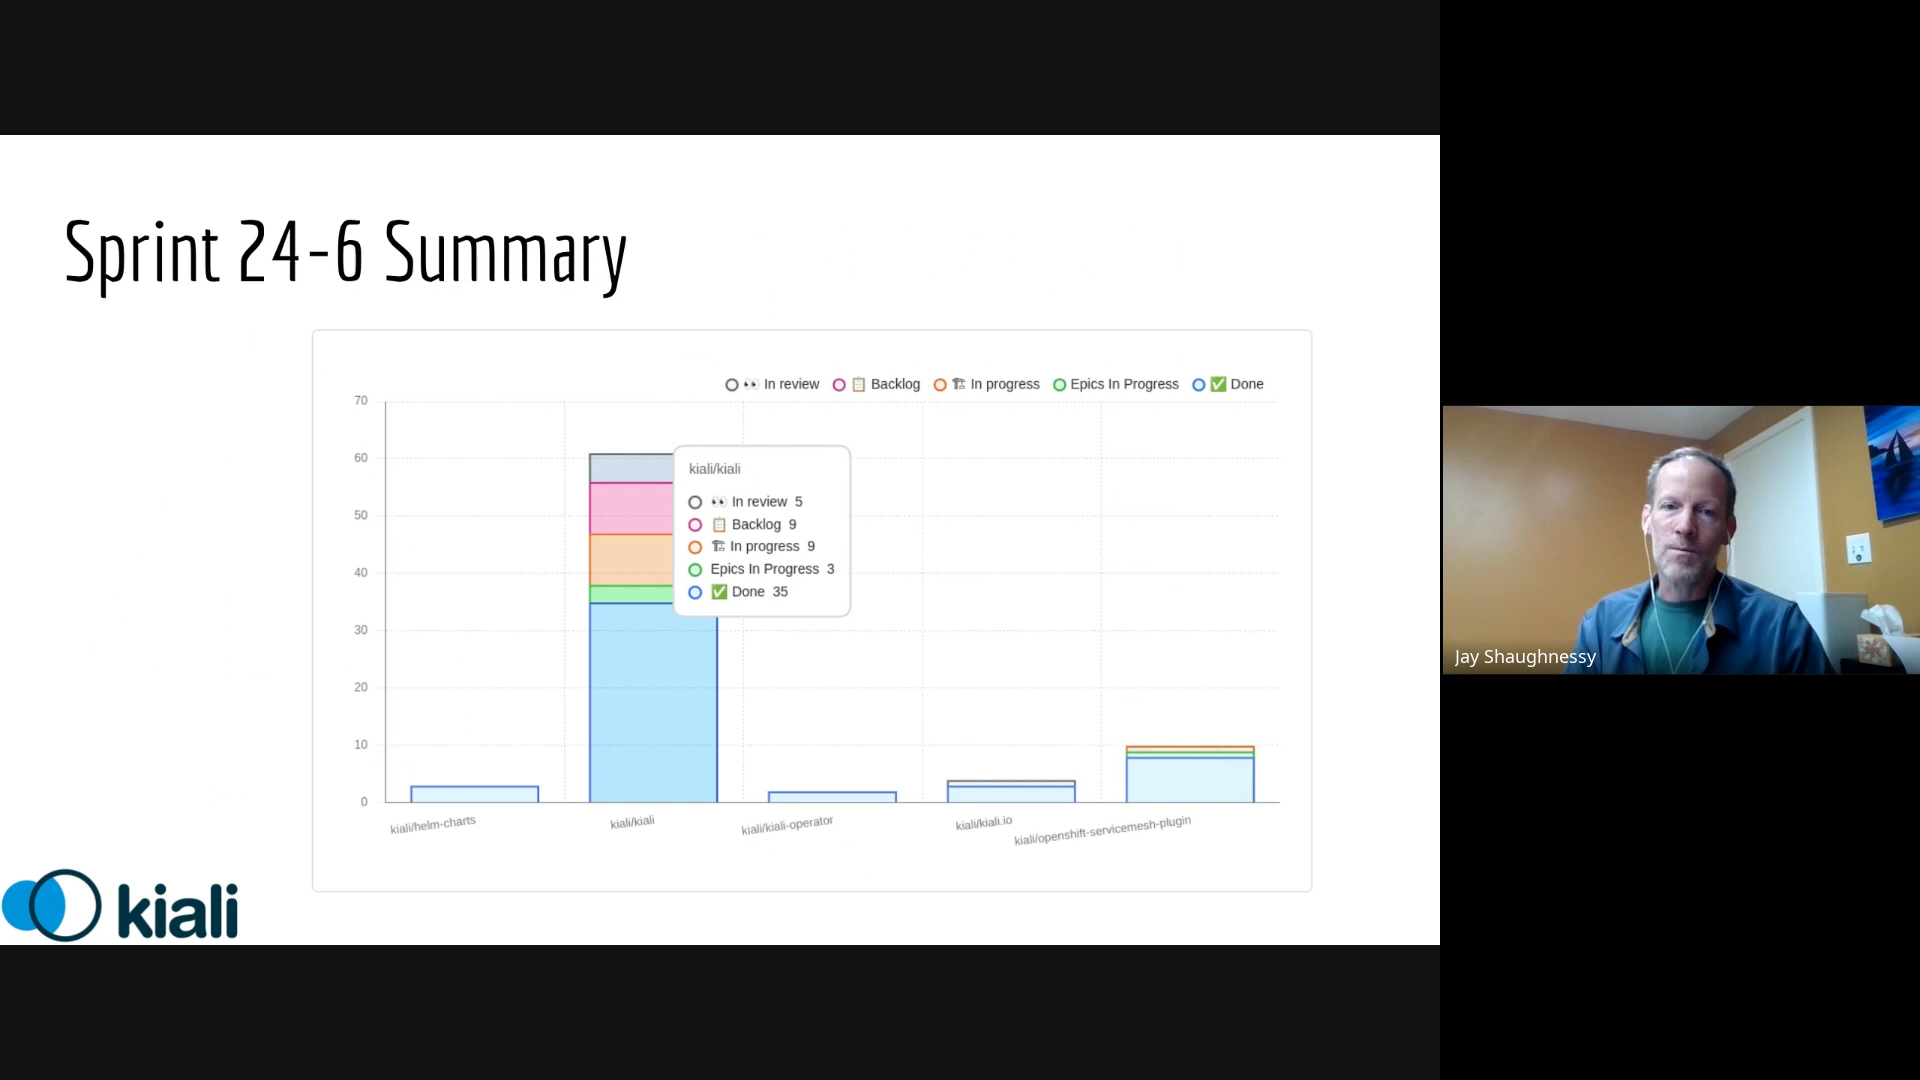 Sprint 24-6 Summary
In review Backlog In progress Epics In Progress Done
70
60
50
40
30
20
10
0
kiali/kiali
In review 5
Backlog 9
In progress 9
Epics In Progress 3
Done 35
kiali/helm-charts
kiali/kiali
kiali/kiali-operator
kiali/kiali.io
kiali/openshift-servicemesh-plugin
kiali
Jay Shaughnessy